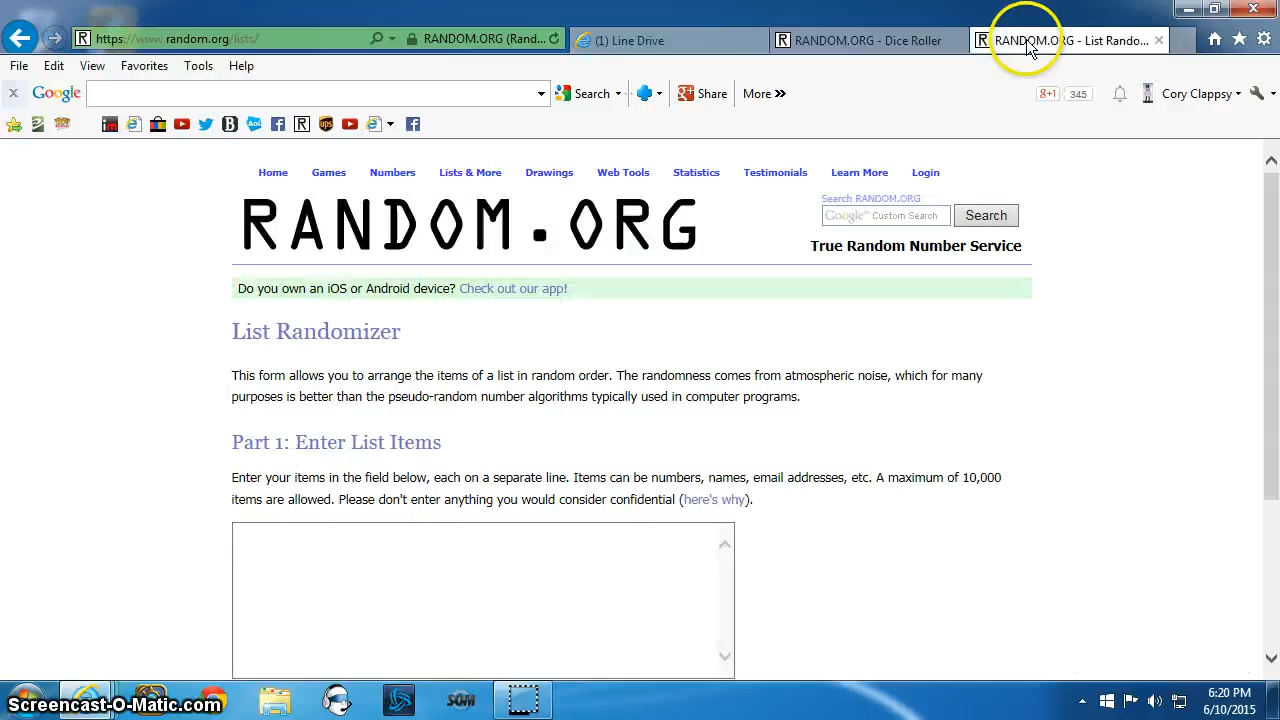 https://www.random.org/lists/
RANDOM.ORG (Rand...
(1) Line Drive
RANDOM.ORG - Dice Roller
RANDOM.ORG - List Rando...
File Edit View Favorites Tools Help
Google
Search
Share
More »
g+1
345
Cory Clappsy
Home Games Numbers Lists & More Drawings Web Tools Statistics Testimonials Learn More Login
RANDOM.ORG
Search RANDOM.ORG
Google™ Custom Search
Search
True Random Number Service
Do you own an iOS or Android device? Check out our app!
List Randomizer
This form allows you to arrange the items of a list in random order. The randomness comes from atmospheric noise, which for many
purposes is better than the pseudo-random number algorithms typically used in computer programs.
Part 1: Enter List Items
Enter your items in the field below, each on a separate line. Items can be numbers, names, email addresses, etc. A maximum of 10,000
items are allowed. Please don't enter anything you would consider confidential (here's why).
SOM
Screencast-O-Matic.com
6:20 PM
6/10/2015